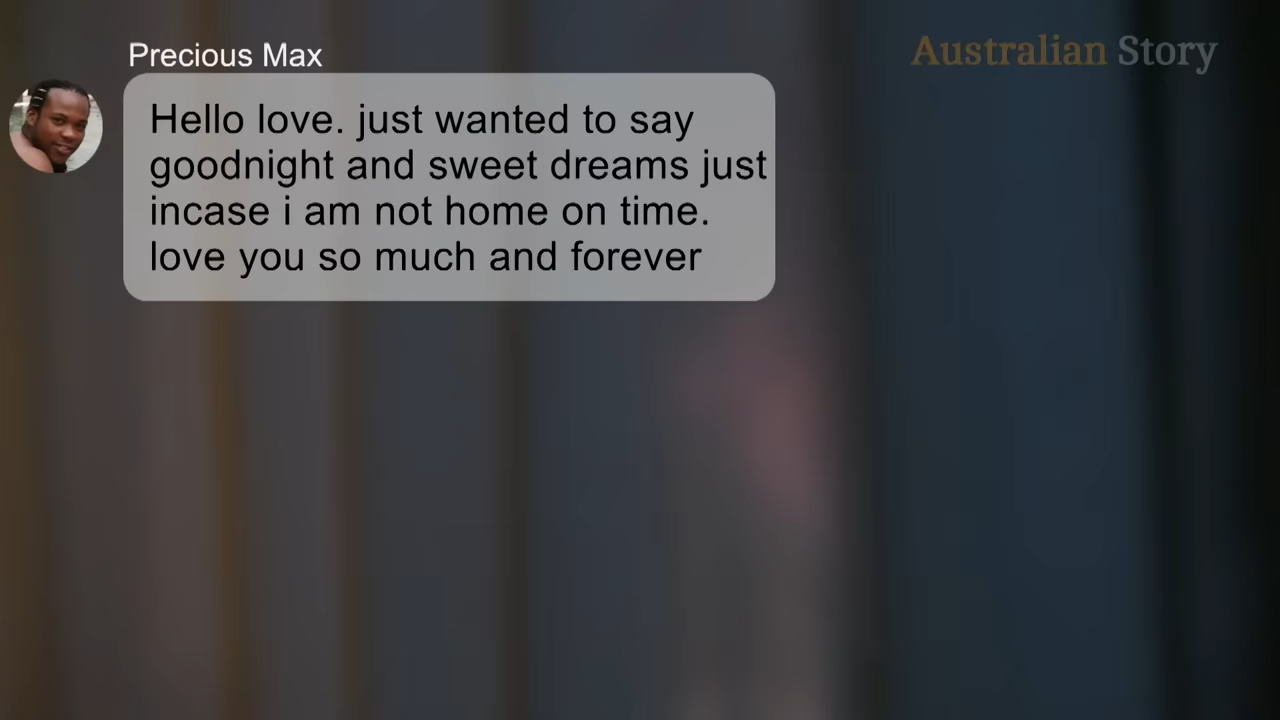 Precious Max
Australian Story
Hello love. just wanted to say
goodnight and sweet dreams just
incase i am not home on time.
love you so much and forever